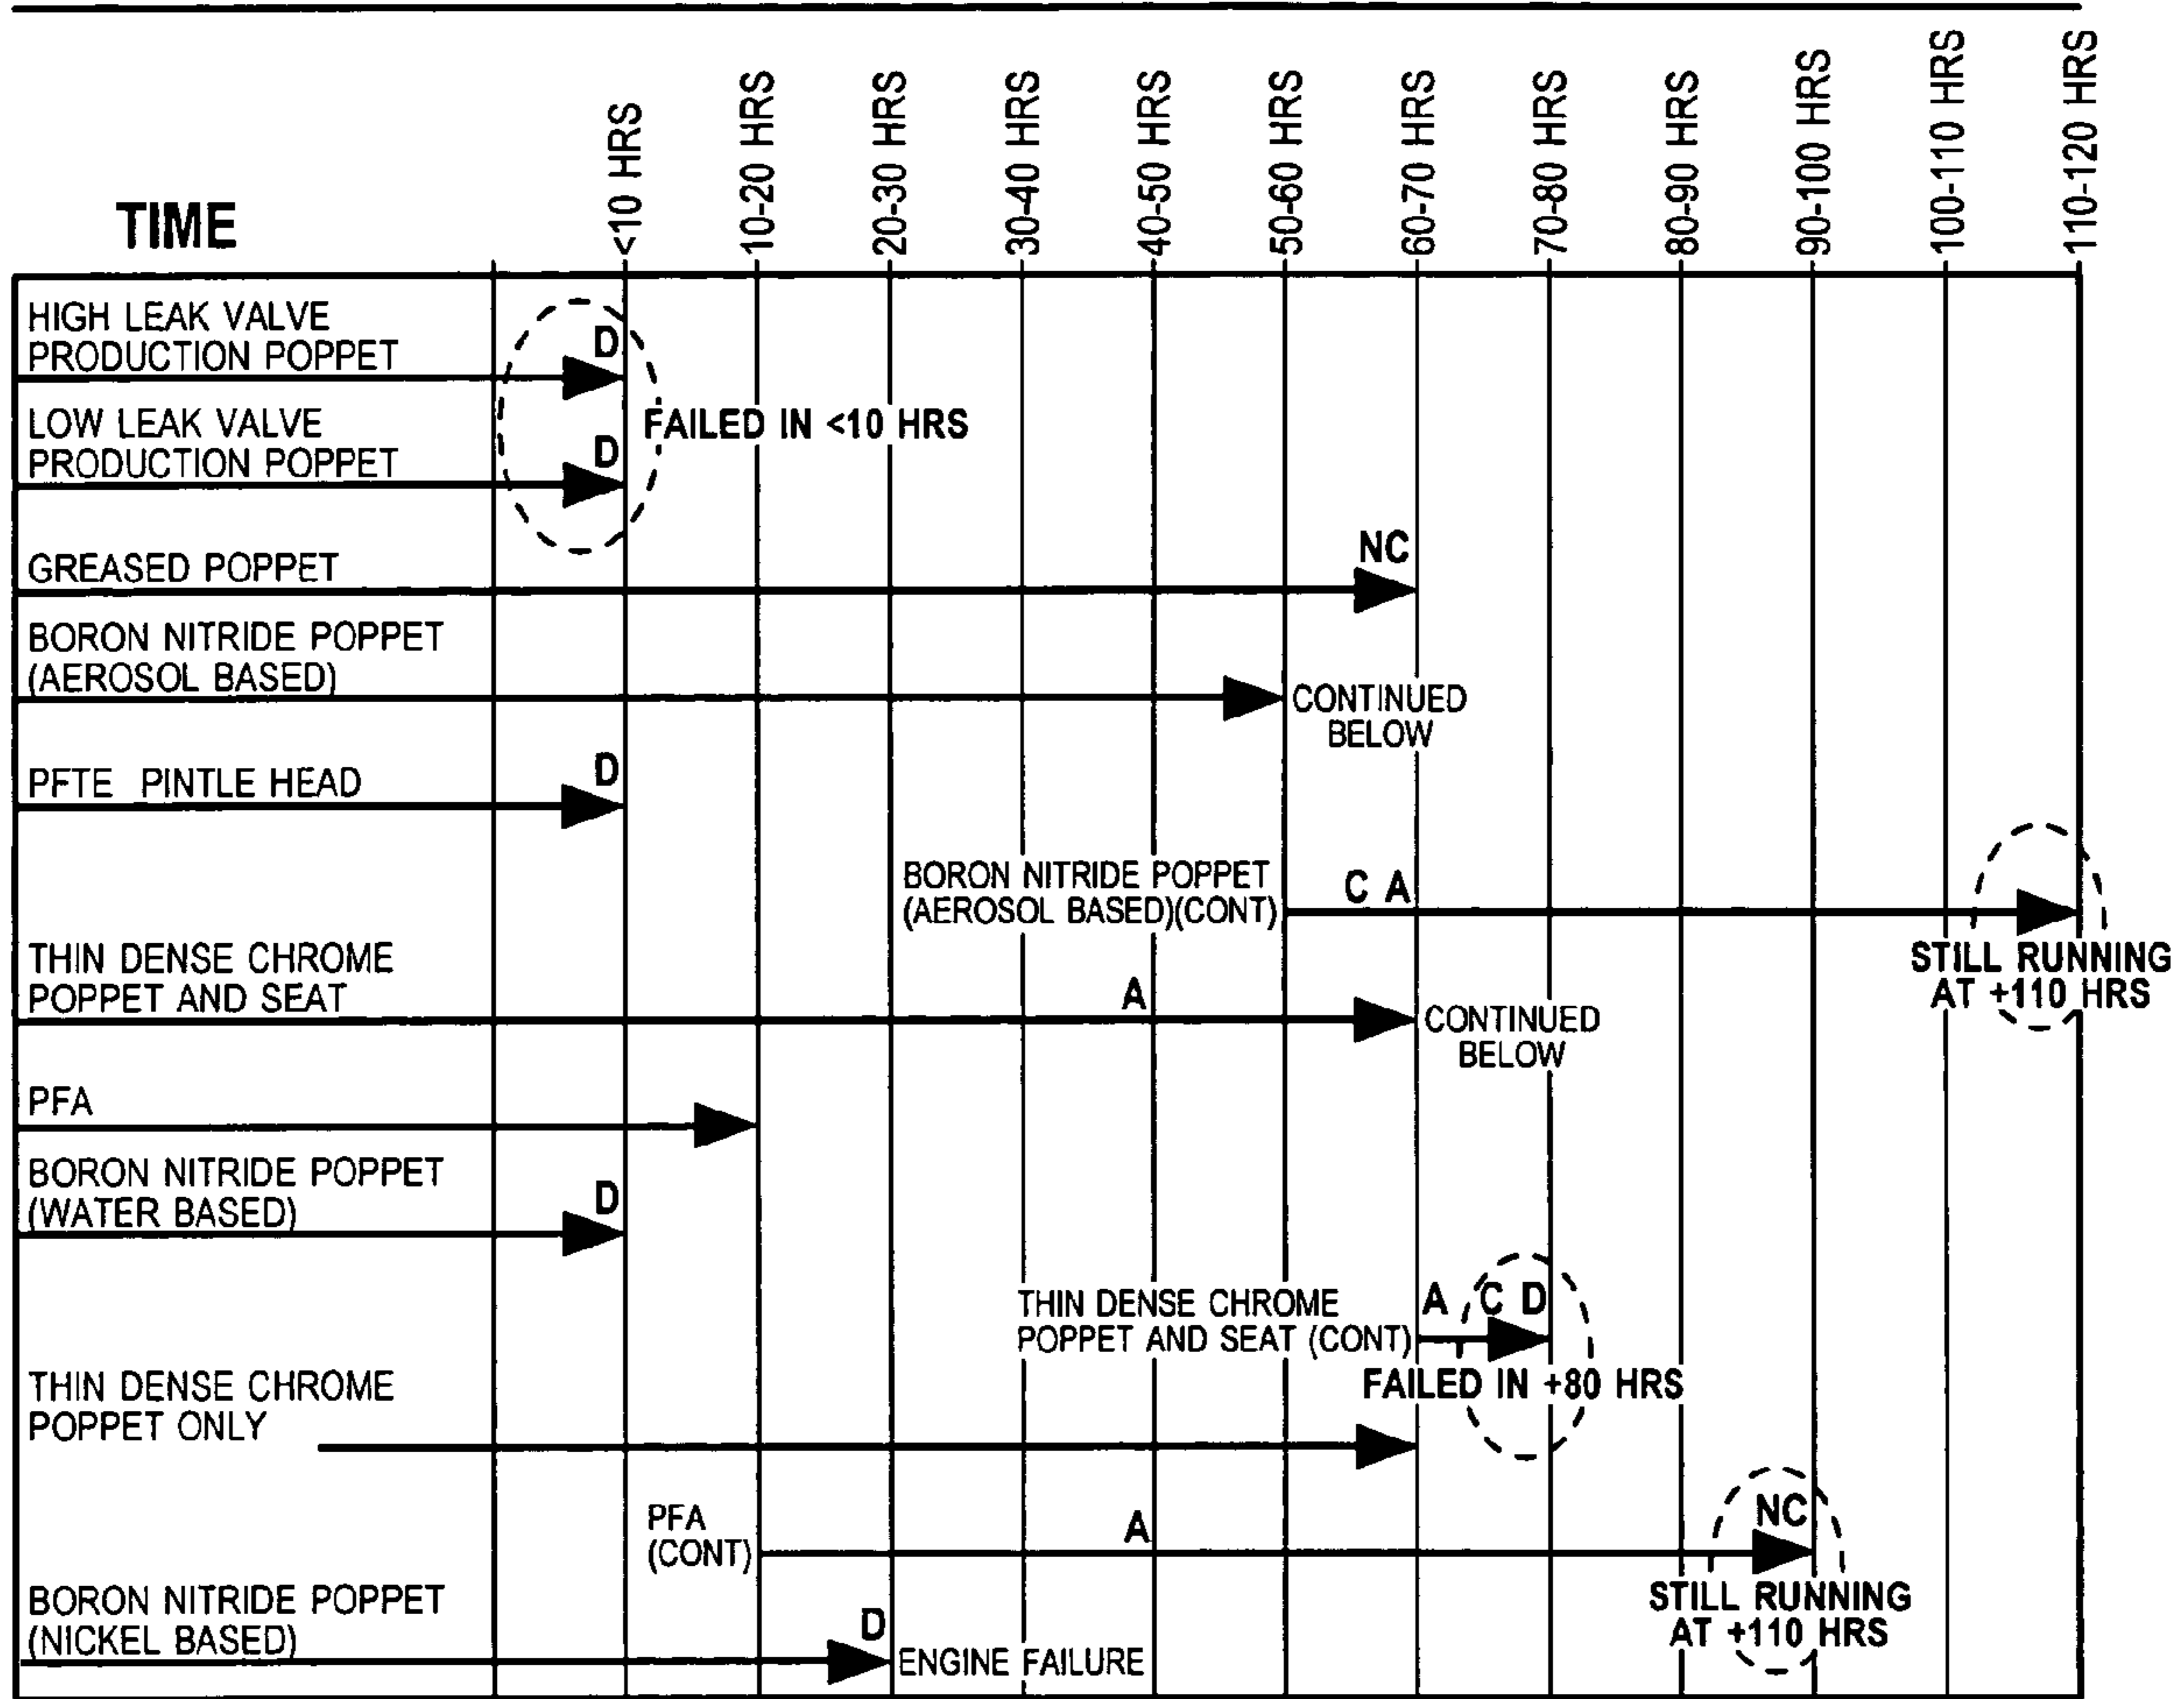 <10 HRS
10-20 HRS
20-30 HRS
30-40 HRS
40-50 HRS
50-60 HRS
60-70 HRS
70-80 HRS
80-90 HRS
90-100 HRS
100-110 HRS
110-120 HRS
TIME
HIGH LEAK VALVE
PRODUCTION POPPET
D
LOW LEAK VALVE
PRODUCTION POPPET
D
FAILED IN <10 HRS
GREASED POPPET
NC
BORON NITRIDE POPPET
(AEROSOL BASED)
CONTINUED
BELOW
PFTE PINTLE HEAD
D
BORON NITRIDE POPPET
(AEROSOL BASED)(CONT)
C A
STILL RUNNING
AT +110 HRS
THIN DENSE CHROME
POPPET AND SEAT
A
CONTINUED
BELOW
PFA
BORON NITRIDE POPPET
(WATER BASED)
D
THIN DENSE CHROME
POPPET AND SEAT (CONT)
A C D
FAILED IN +80 HRS
THIN DENSE CHROME
POPPET ONLY
PFA
(CONT)
A
NC
STILL RUNNING
AT +110 HRS
BORON NITRIDE POPPET
(NICKEL BASED)
D
ENGINE FAILURE